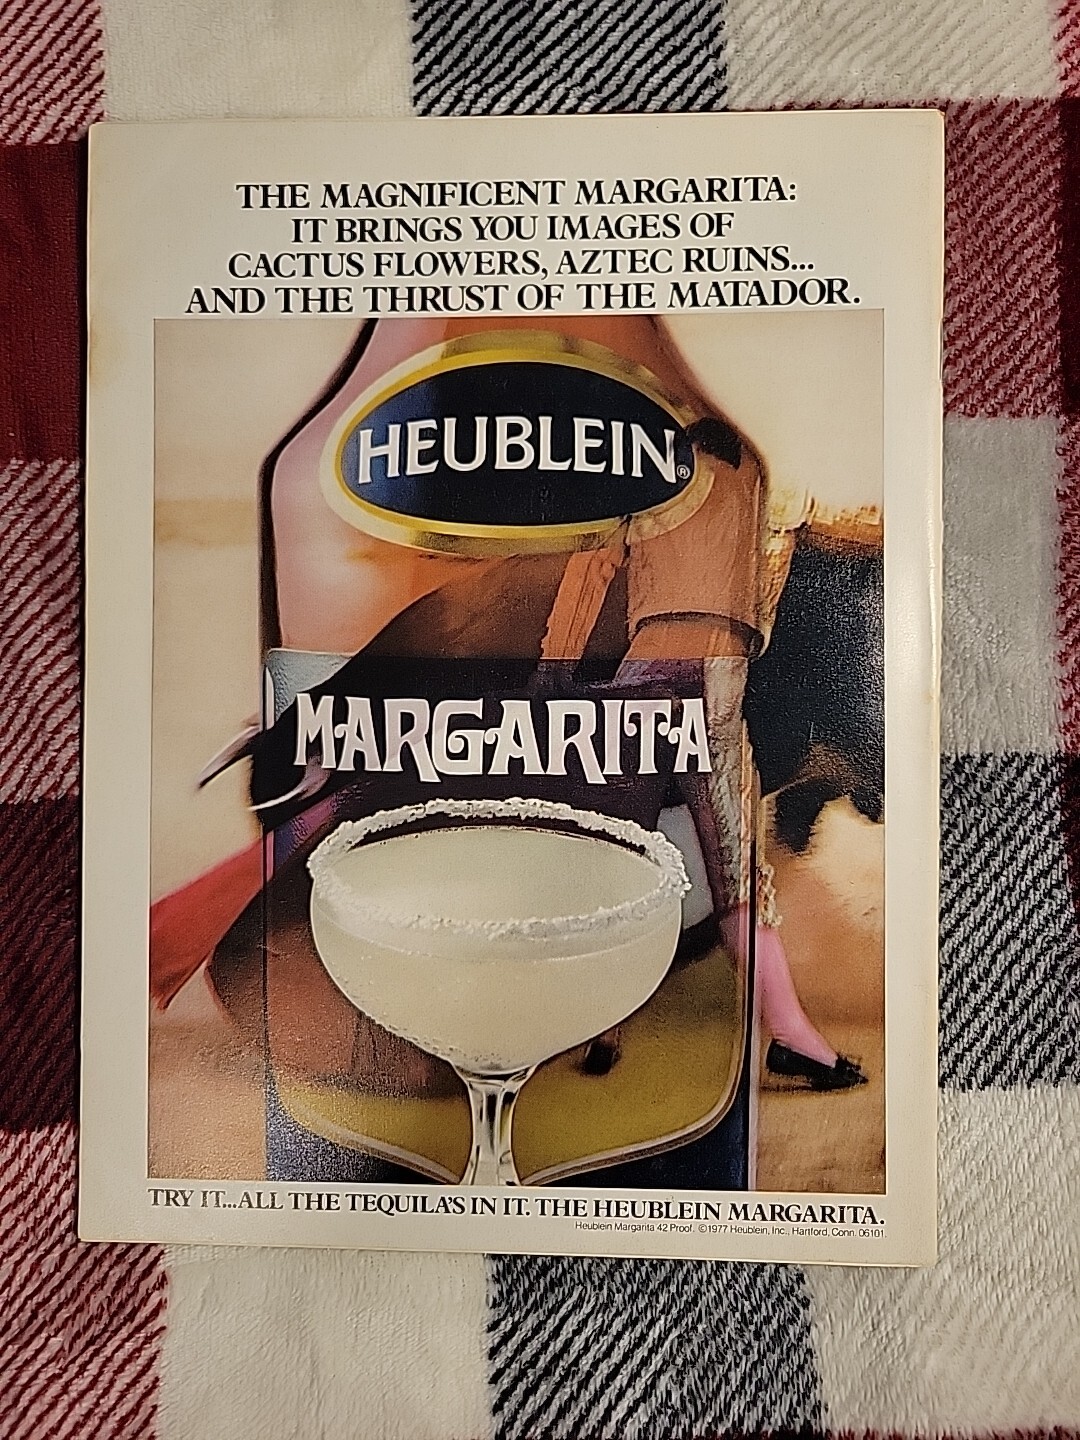 THE MAGNIFICENT MARGARITA:
IT BRINGS YOU IMAGES OF
CACTUS FLOWERS, AZTEC RUINS...
AND THE THRUST OF THE MATADOR.
HEUBLEIN®
MARGARITA
TRY IT...ALL THE TEQUILA'S IN IT. THE HEUBLEIN MARGARITA.
Heublein Margarita 42 Proof. ©1977 Heublein, Inc., Hartford, Conn. 06101.